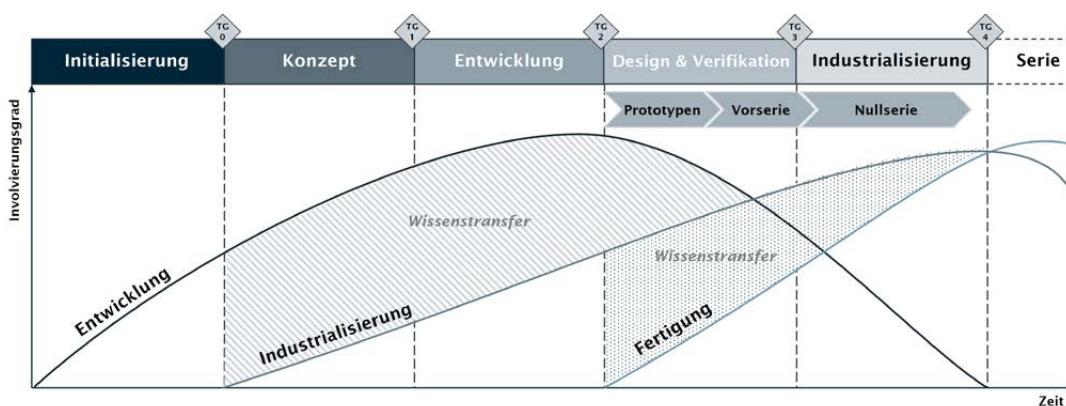 TG
0
TG
1
TG
2
TG
3
TG
4
Initialisierung
Konzept
Entwicklung
Design & Verifikation
Industrialisierung
Serie
Prototypen
Vorserie
Nullserie
Involvierungsgrad
Wissenstransfer
Wissenstransfer
Entwicklung
Industrialisierung
Fertigung
Zeit